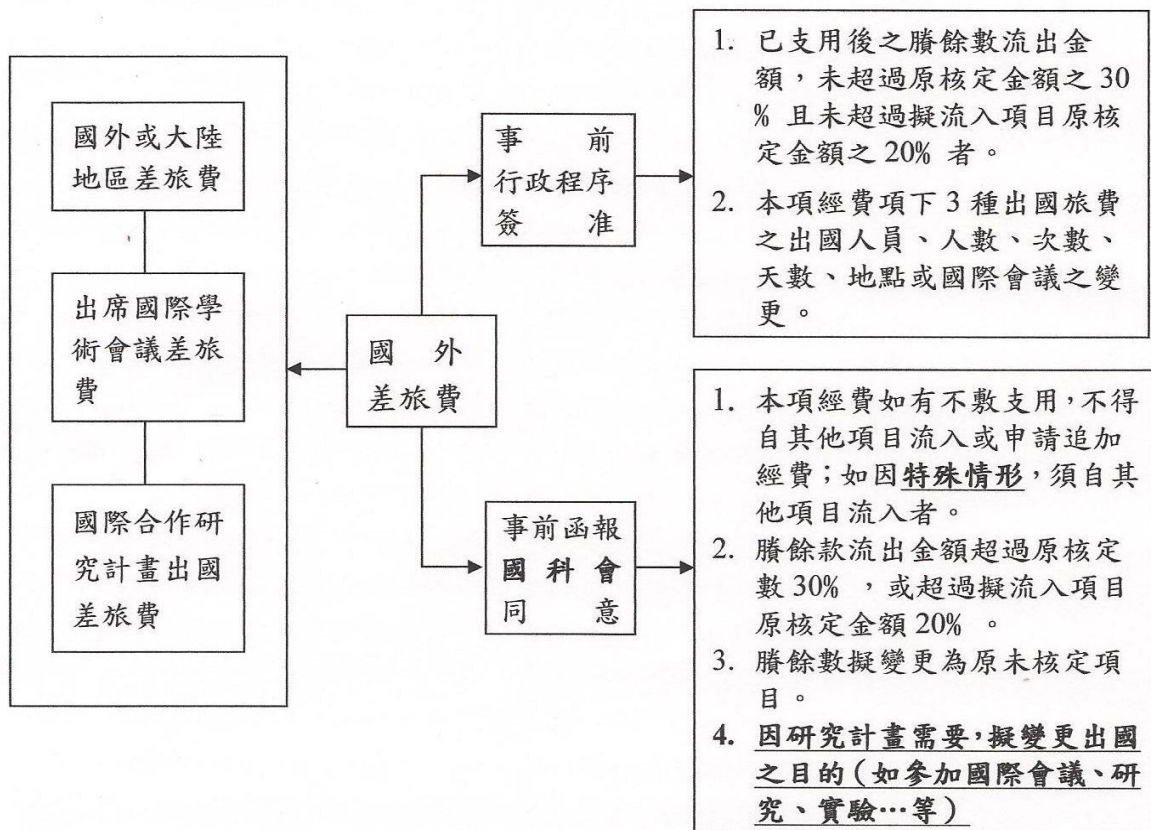 國外或大陸
地區差旅費
出席國際學
術會議差旅
費
國際合作研
究計畫出國
差旅費
國外
差旅費
事前
行政程序
簽准
事前函報
國科會
同意
1. 已支用後之賸餘數流出金
額，未超過原核定金額之 30
% 且未超過擬流入項目原核
定金額之 20% 者。
2. 本項經費項下 3 種出國旅費
之出國人員、人數、次數、
天數、地點或國際會議之變
更。
1. 本項經費如有不敷支用，不得
自其他項目流入或申請追加
經費；如因特殊情形，須自其
他項目流入者。
2. 賸餘款流出金額超過原核定
數 30% ，或超過擬流入項目
原核定金額 20% 。
3. 賸餘數擬變更為原未核定項
目。
4. 因研究計畫需要，擬變更出國
之目的（如參加國際會議、研
究、實驗…等）